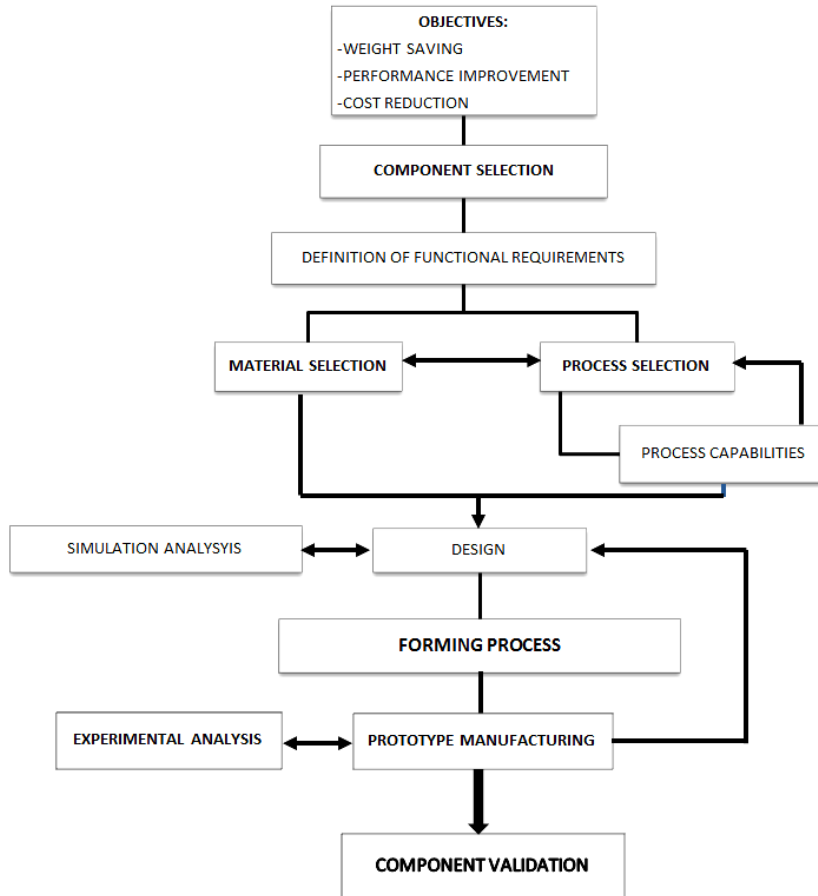 OBJECTIVES:
-WEIGHT SAVING
-PERFORMANCE IMPROVEMENT
-COST REDUCTION
COMPONENT SELECTION
DEFINITION OF FUNCTIONAL REQUIREMENTS
MATERIAL SELECTION
PROCESS SELECTION
PROCESS CAPABILITIES
SIMULATION ANALYSYIS
DESIGN
FORMING PROCESS
EXPERIMENTAL ANALYSIS
PROTOTYPE MANUFACTURING
COMPONENT VALIDATION